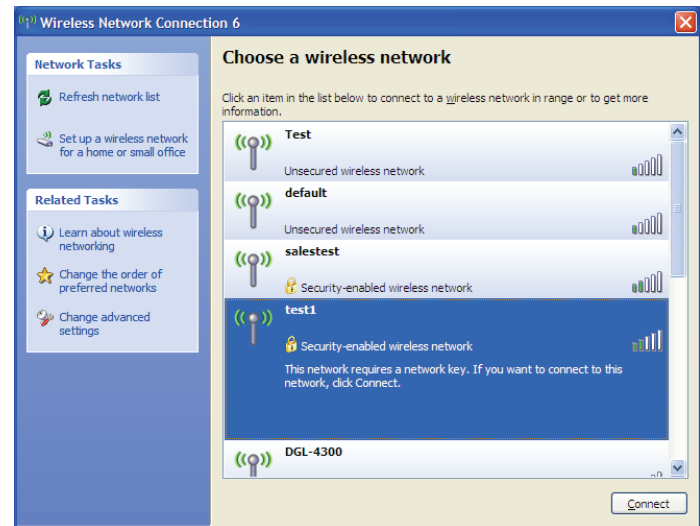 Wireless Network Connection 6
Network Tasks
Refresh network list
Set up a wireless network
for a home or small office
Related Tasks
Learn about wireless
networking
Change the order of
preferred networks
Change advanced
settings
Choose a wireless network
Click an item in the list below to connect to a wireless network in range or to get more
information.
Test
Unsecured wireless network
default
Unsecured wireless network
salestest
Security-enabled wireless network
test1
Security-enabled wireless network
This network requires a network key. If you want to connect to this
network, click Connect.
DGL-4300
Connect